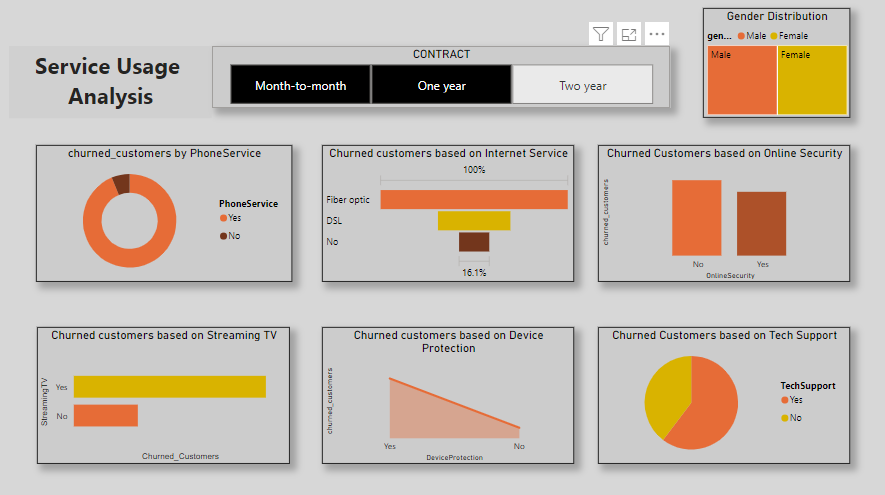 Service Usage
Analysis
CONTRACT
Month-to-month
One year
Two year
Gender Distribution
gen... Male Female
Male
Female
churned_customers by PhoneService
PhoneService
Yes
No
Churned customers based on Internet Service
100%
Fiber optic
DSL
No
16.1%
Churned Customers based on Online Security
churned_customers
No
Yes
OnlineSecurity
Churned customers based on Streaming TV
StreamingTV
Yes
No
Churned_Customers
Churned customers based on Device
Protection
churned_customers
Yes
No
DeviceProtection
Churned Customers based on Tech Support
TechSupport
Yes
No